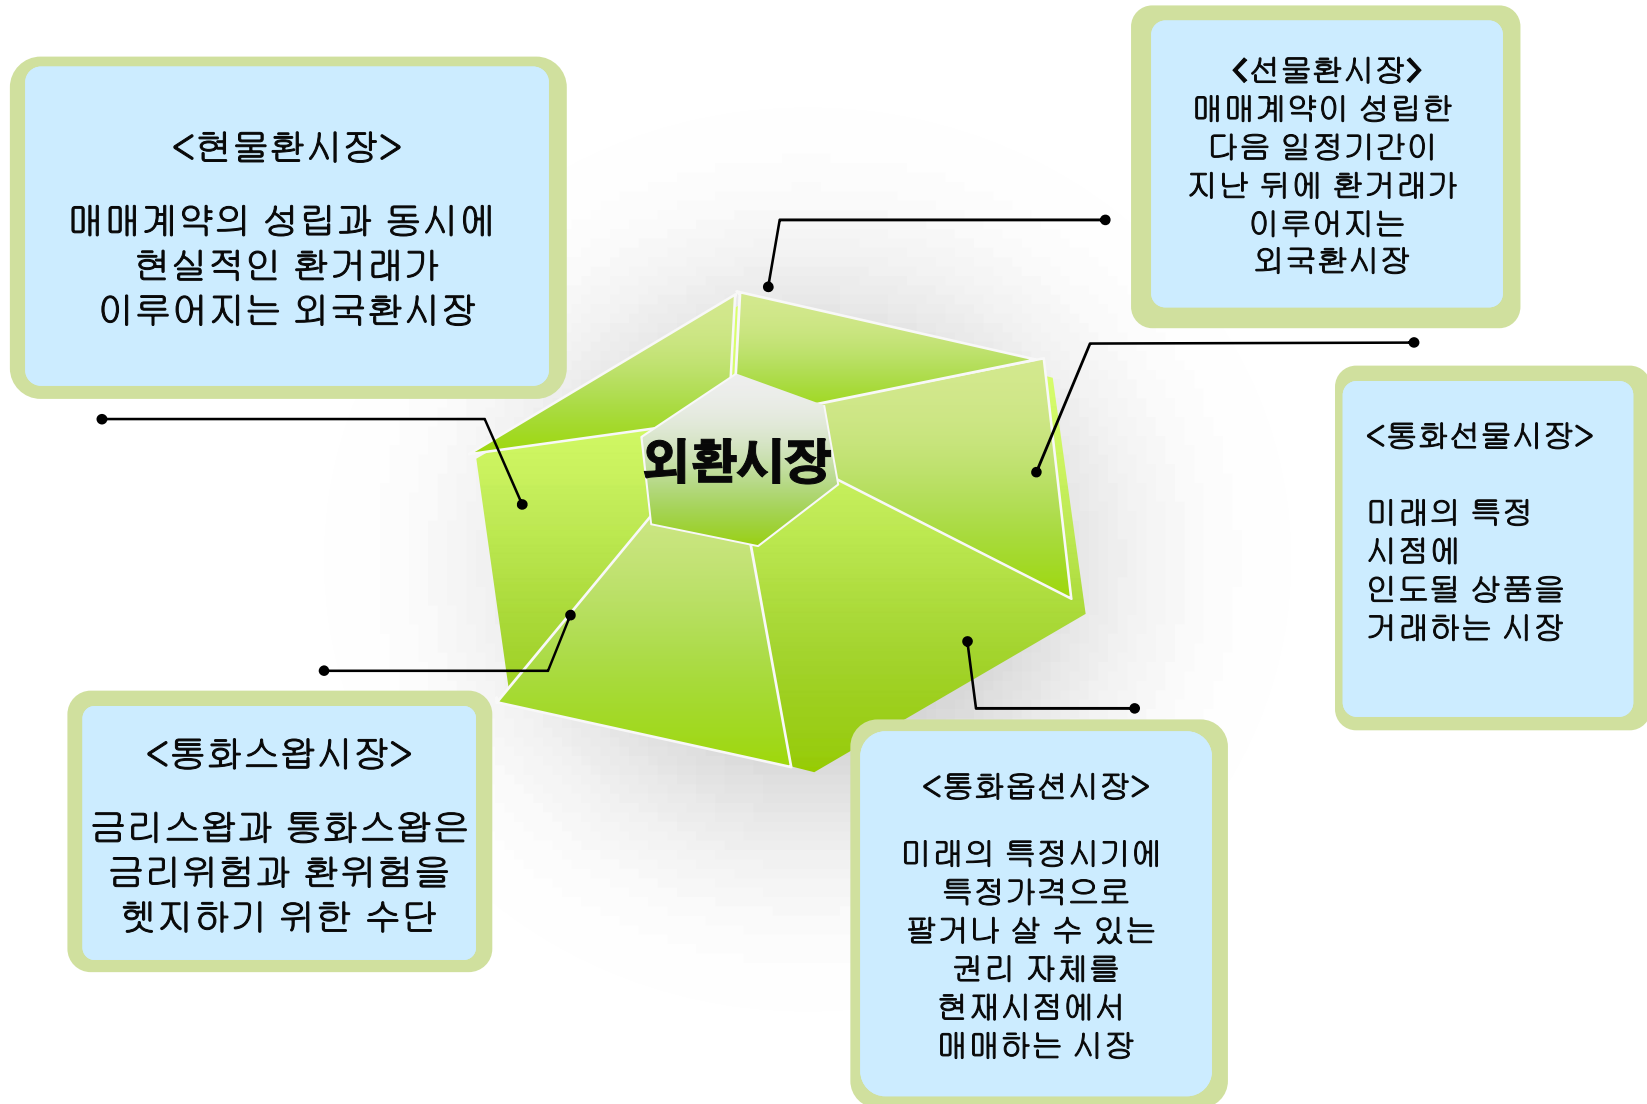 <현물환시장>
매매계약의 성립과 동시에
현실적인 환거래가
이루어지는 외국환시장
<선물환시장>
매매계약이 성립한
다음 일정기간이
지난 뒤에 환거래가
이루어지는
외국환시장
외환시장
<통화선물시장>
미래의 특정
시점에
인도될 상품을
거래하는 시장
<통화스왑시장>
금리스왑과 통화스왑은
금리위험과 환위험을
헷지하기 위한 수단
<통화옵션시장>
미래의 특정시기에
특정가격으로
팔거나 살 수 있는
권리 자체를
현재시점에서
매매하는 시장